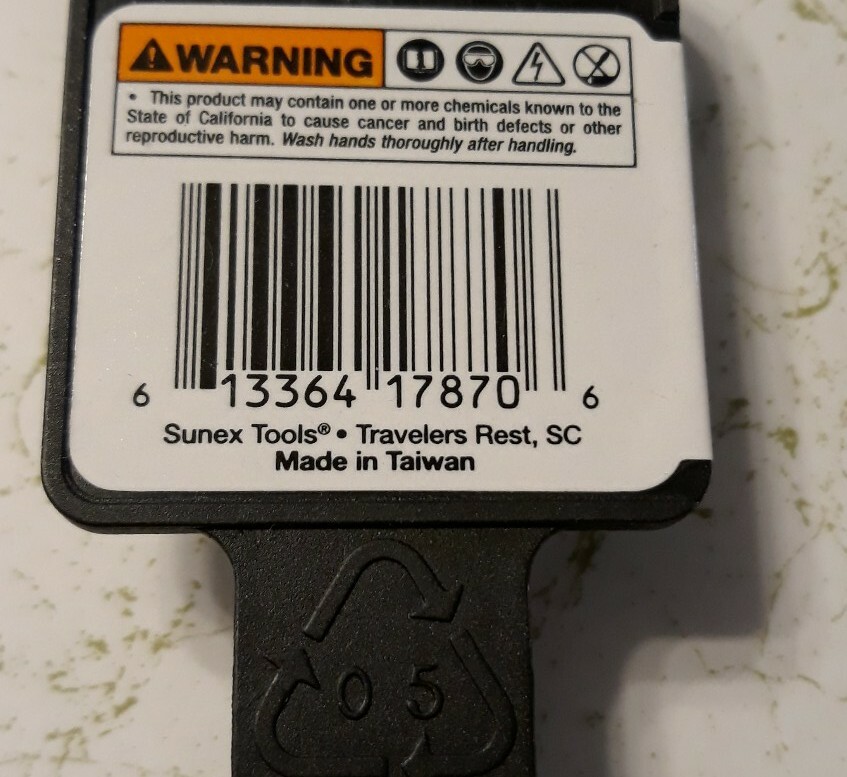 WARNING
• This product may contain one or more chemicals known to the
State of California to cause cancer and birth defects or other
reproductive harm. Wash hands thoroughly after handling.
6 13364 17870 6
Sunex Tools® • Travelers Rest, SC
Made in Taiwan
05